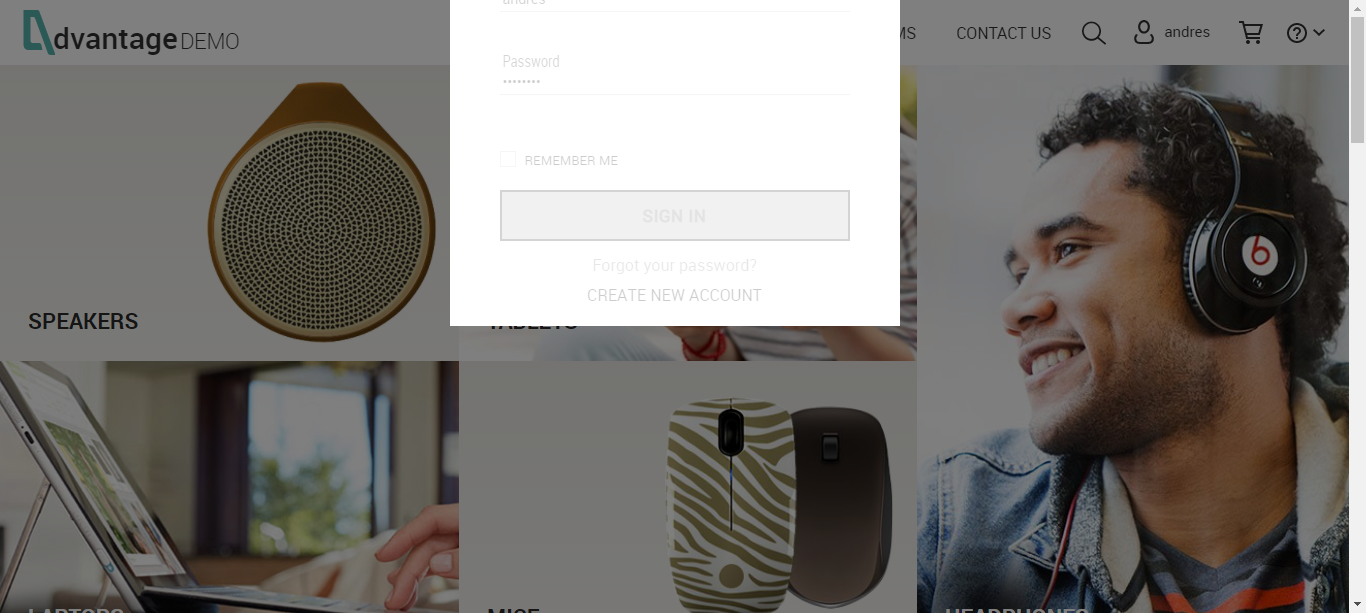 andres
dvantage DEMO
MS
CONTACT US
andres
Password
••••••••
REMEMBER ME
SIGN IN
Forgot your password?
CREATE NEW ACCOUNT
SPEAKERS
TABLETS
LAPTOPS
MICE
HEADPHONES